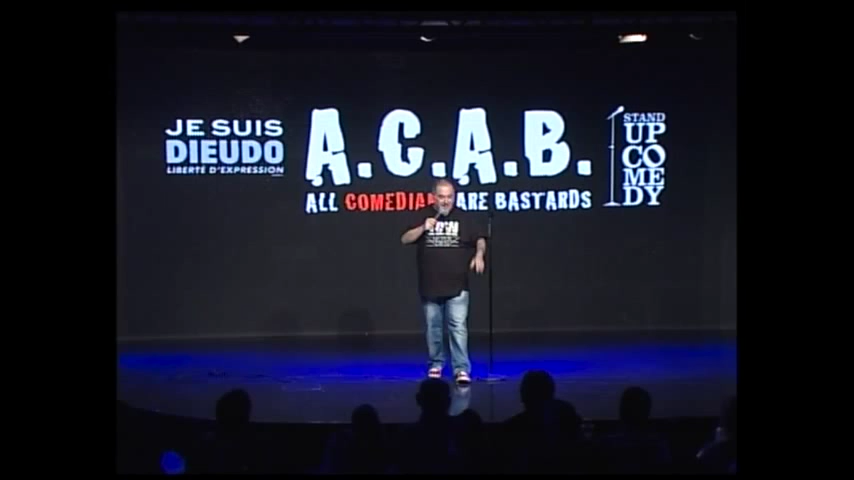 JE SUIS
DIEUDO
LIBERTÉ D'EXPRESSION
A.C.A.B.
ALL COMEDIANS ARE BASTARDS
STAND
UP
CO
ME
DY